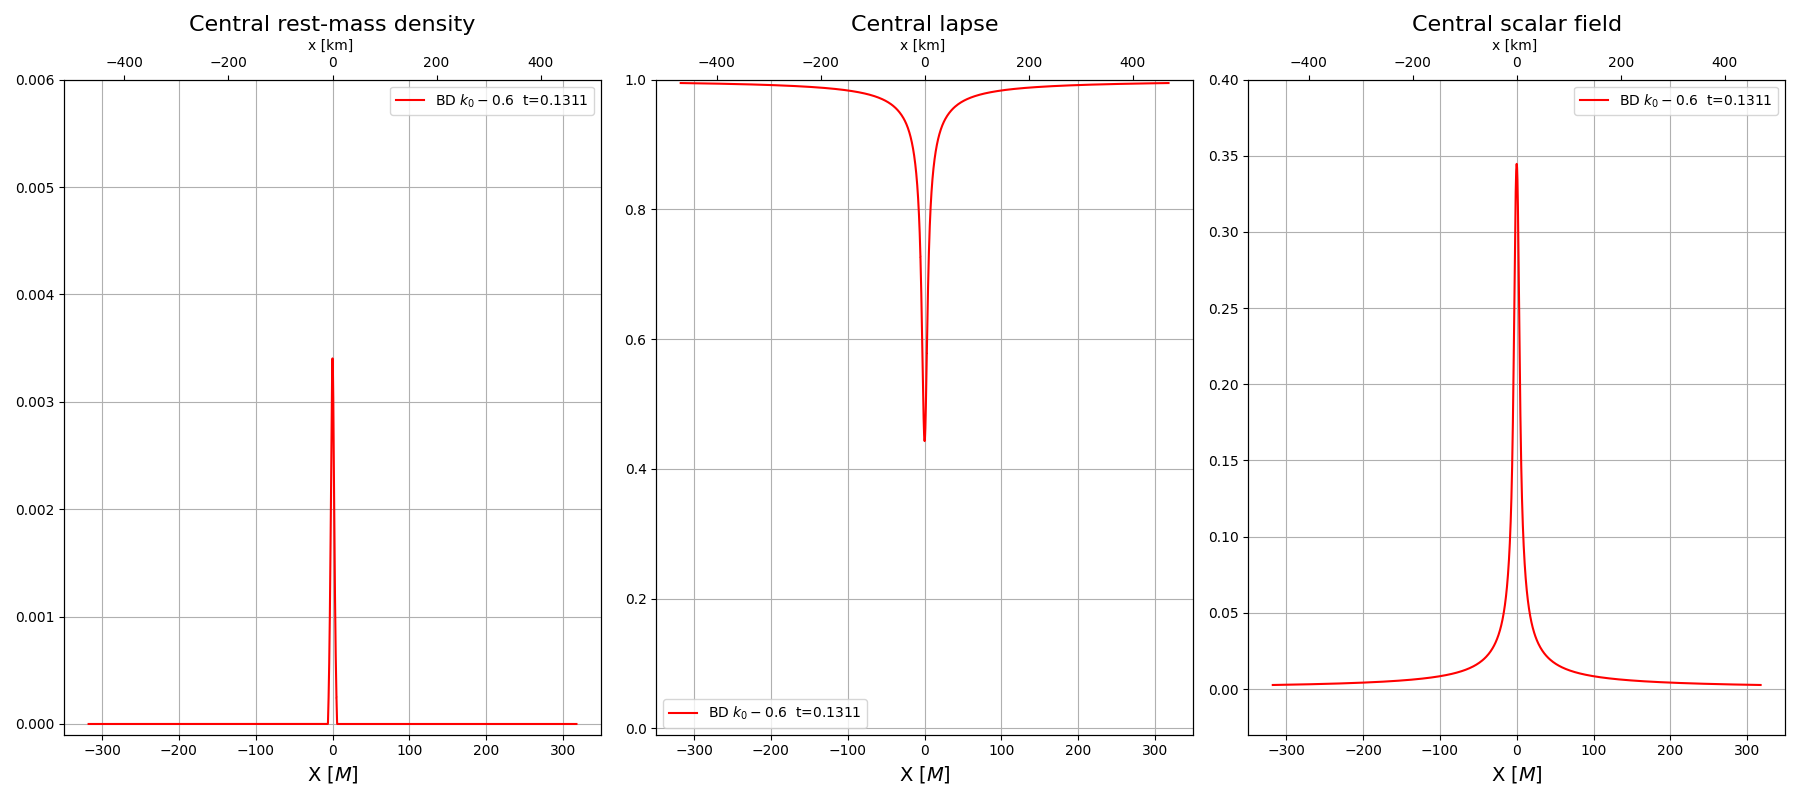 Central rest-mass density
x [km]
−400 −200 0 200 400
0.006
0.005
0.004
0.003
0.002
0.001
0.000
BD k₀ − 0.6 t=0.1311
−300 −200 −100 0 100 200 300
X [M]
Central lapse
x [km]
−400 −200 0 200 400
1.0
0.8
0.6
0.4
0.2
0.0
BD k₀ − 0.6 t=0.1311
−300 −200 −100 0 100 200 300
X [M]
Central scalar field
x [km]
−400 −200 0 200 400
0.40
0.35
0.30
0.25
0.20
0.15
0.10
0.05
0.00
BD k₀ − 0.6 t=0.1311
−300 −200 −100 0 100 200 300
X [M]